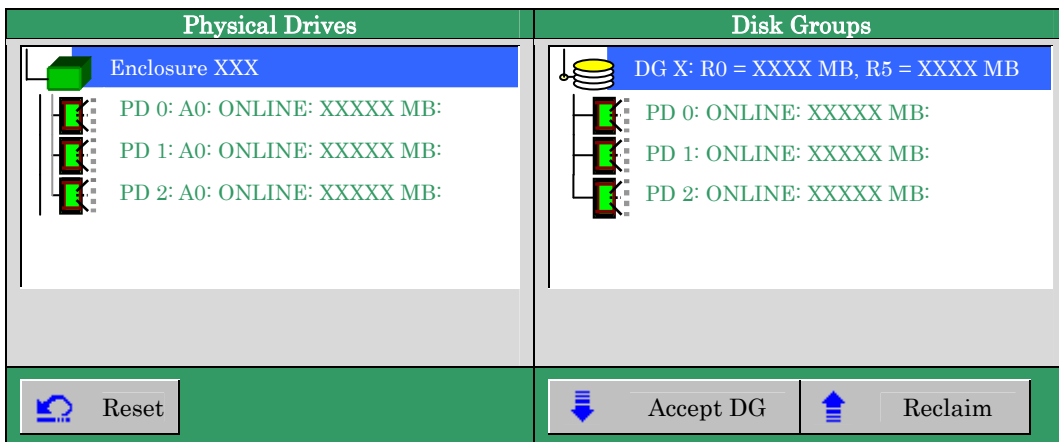 Physical Drives
Enclosure XXX
PD 0: A0: ONLINE: XXXXX MB:
PD 1: A0: ONLINE: XXXXX MB:
PD 2: A0: ONLINE: XXXXX MB:
Reset
Disk Groups
DG X: R0 = XXXX MB, R5 = XXXX MB
PD 0: ONLINE: XXXXX MB:
PD 1: ONLINE: XXXXX MB:
PD 2: ONLINE: XXXXX MB:
Accept DG
Reclaim